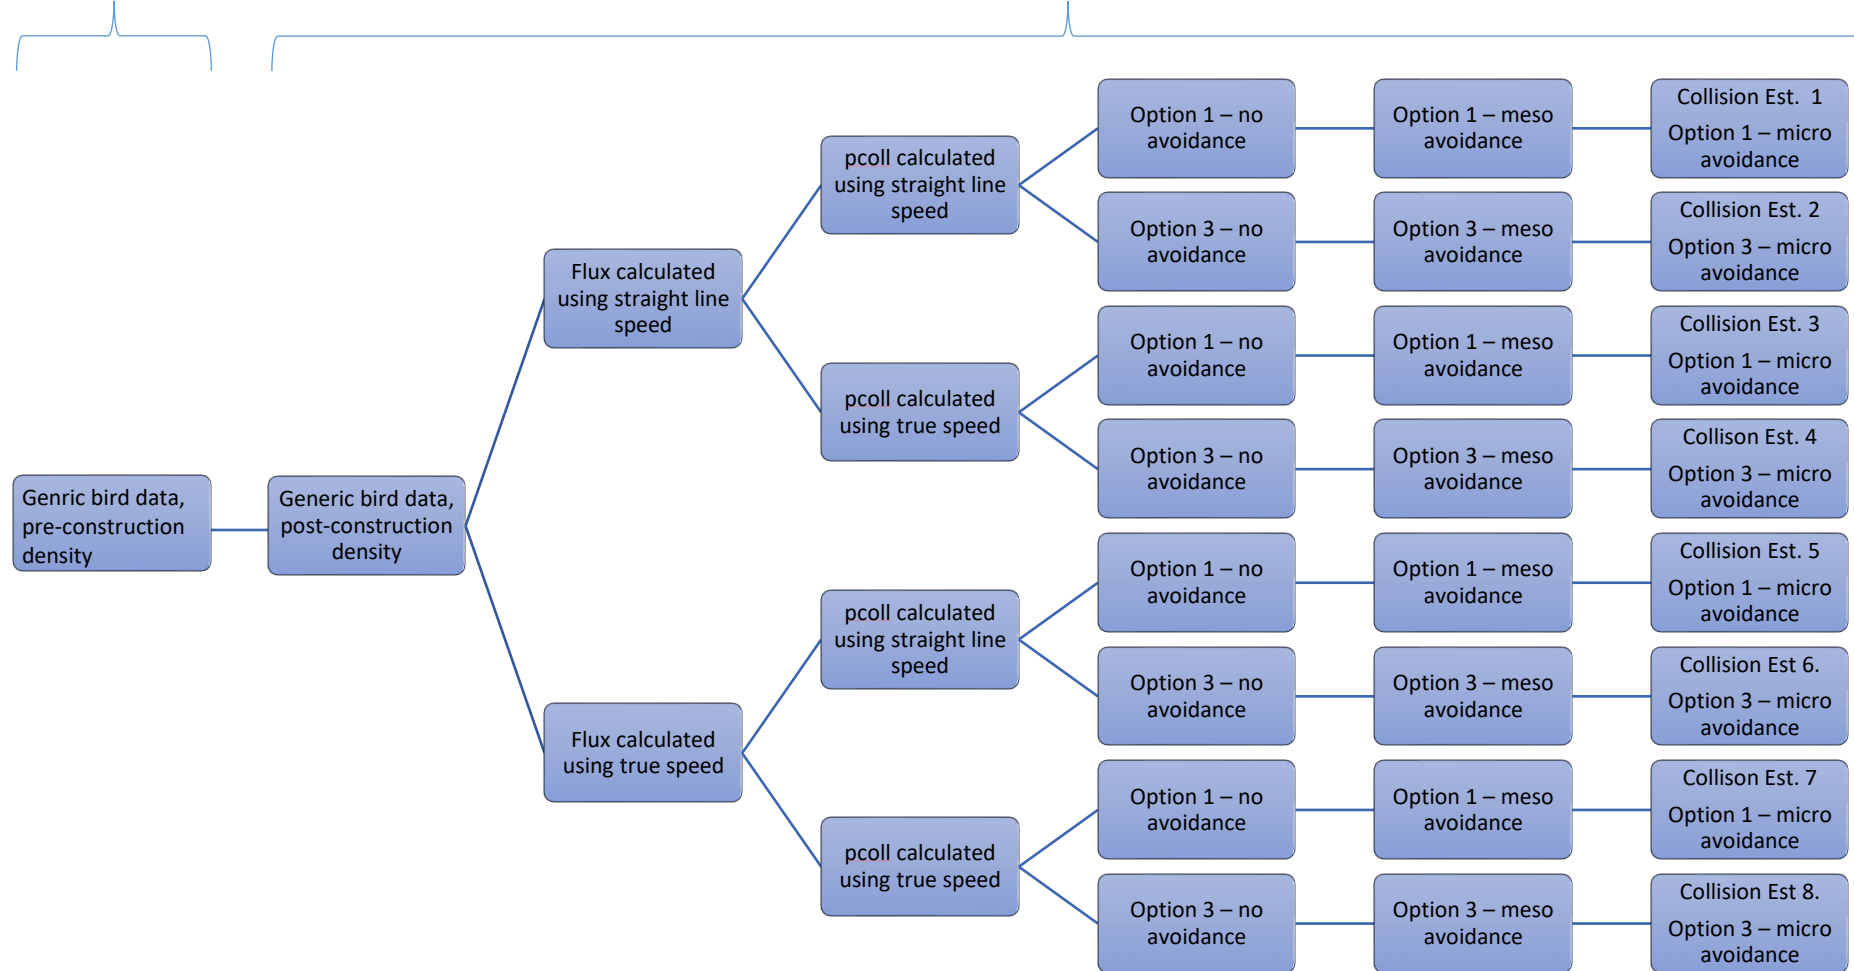 Genric bird data,
pre-construction
density
Generic bird data,
post-construction
density
Flux calculated
using straight line
speed
Flux calculated
using true speed
pcoll calculated
using straight line
speed
pcoll calculated
using true speed
pcoll calculated
using straight line
speed
pcoll calculated
using true speed
Option 1 – no
avoidance
Option 1 – meso
avoidance
Collision Est.  1
Option 1 – micro
avoidance
Option 3 – no
avoidance
Option 3 – meso
avoidance
Collision Est. 2
Option 3 – micro
avoidance
Option 1 – no
avoidance
Option 1 – meso
avoidance
Collision Est. 3
Option 1 – micro
avoidance
Option 3 – no
avoidance
Option 3 – meso
avoidance
Collison Est. 4
Option 3 – micro
avoidance
Option 1 – no
avoidance
Option 1 – meso
avoidance
Collision Est. 5
Option 1 – micro
avoidance
Option 3 – no
avoidance
Option 3 – meso
avoidance
Collision Est 6.
Option 3 – micro
avoidance
Option 1 – no
avoidance
Option 1 – meso
avoidance
Collison Est. 7
Option 1 – micro
avoidance
Option 3 – no
avoidance
Option 3 – meso
avoidance
Collision Est 8.
Option 3 – micro
avoidance